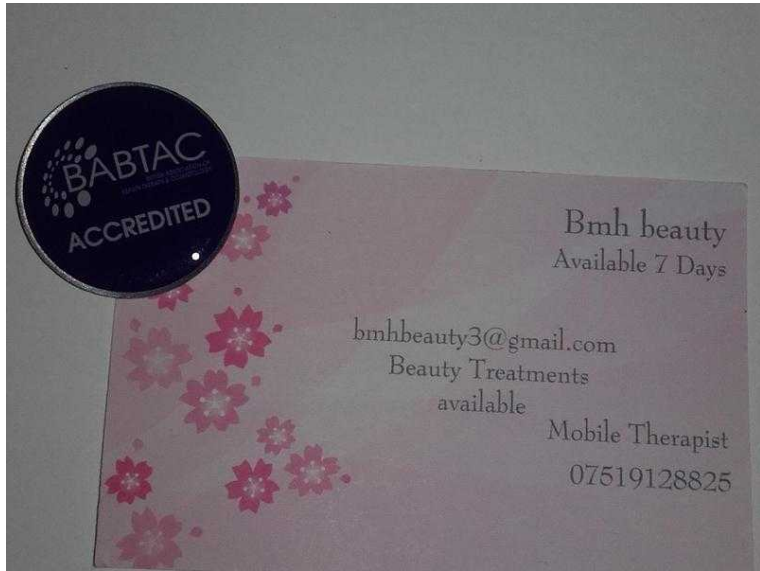 BABTAC
ACCREDITED
Bmh beauty
Available 7 Days
bmhbeauty3@gmail.com
Beauty Treatments
available
Mobile Therapist
07519128825